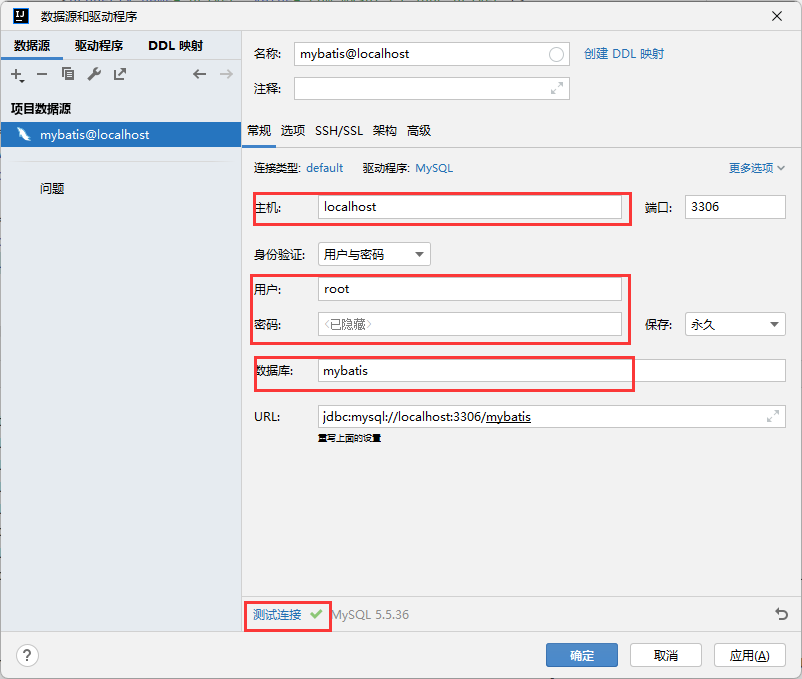 数据源和驱动程序
数据源 驱动程序 DDL 映射
项目数据源
mybatis@localhost
问题
名称: mybatis@localhost 创建 DDL 映射
注释:
常规 选项 SSH/SSL 架构 高级
连接类型: default 驱动程序: MySQL 更多选项
主机: localhost 端口: 3306
身份验证: 用户与密码
用户: root
密码: <已隐藏> 保存: 永久
数据库: mybatis
URL: jdbc:mysql://localhost:3306/mybatis
重写上面的设置
测试连接 MySQL 5.5.36
? 确定 取消 应用(A)